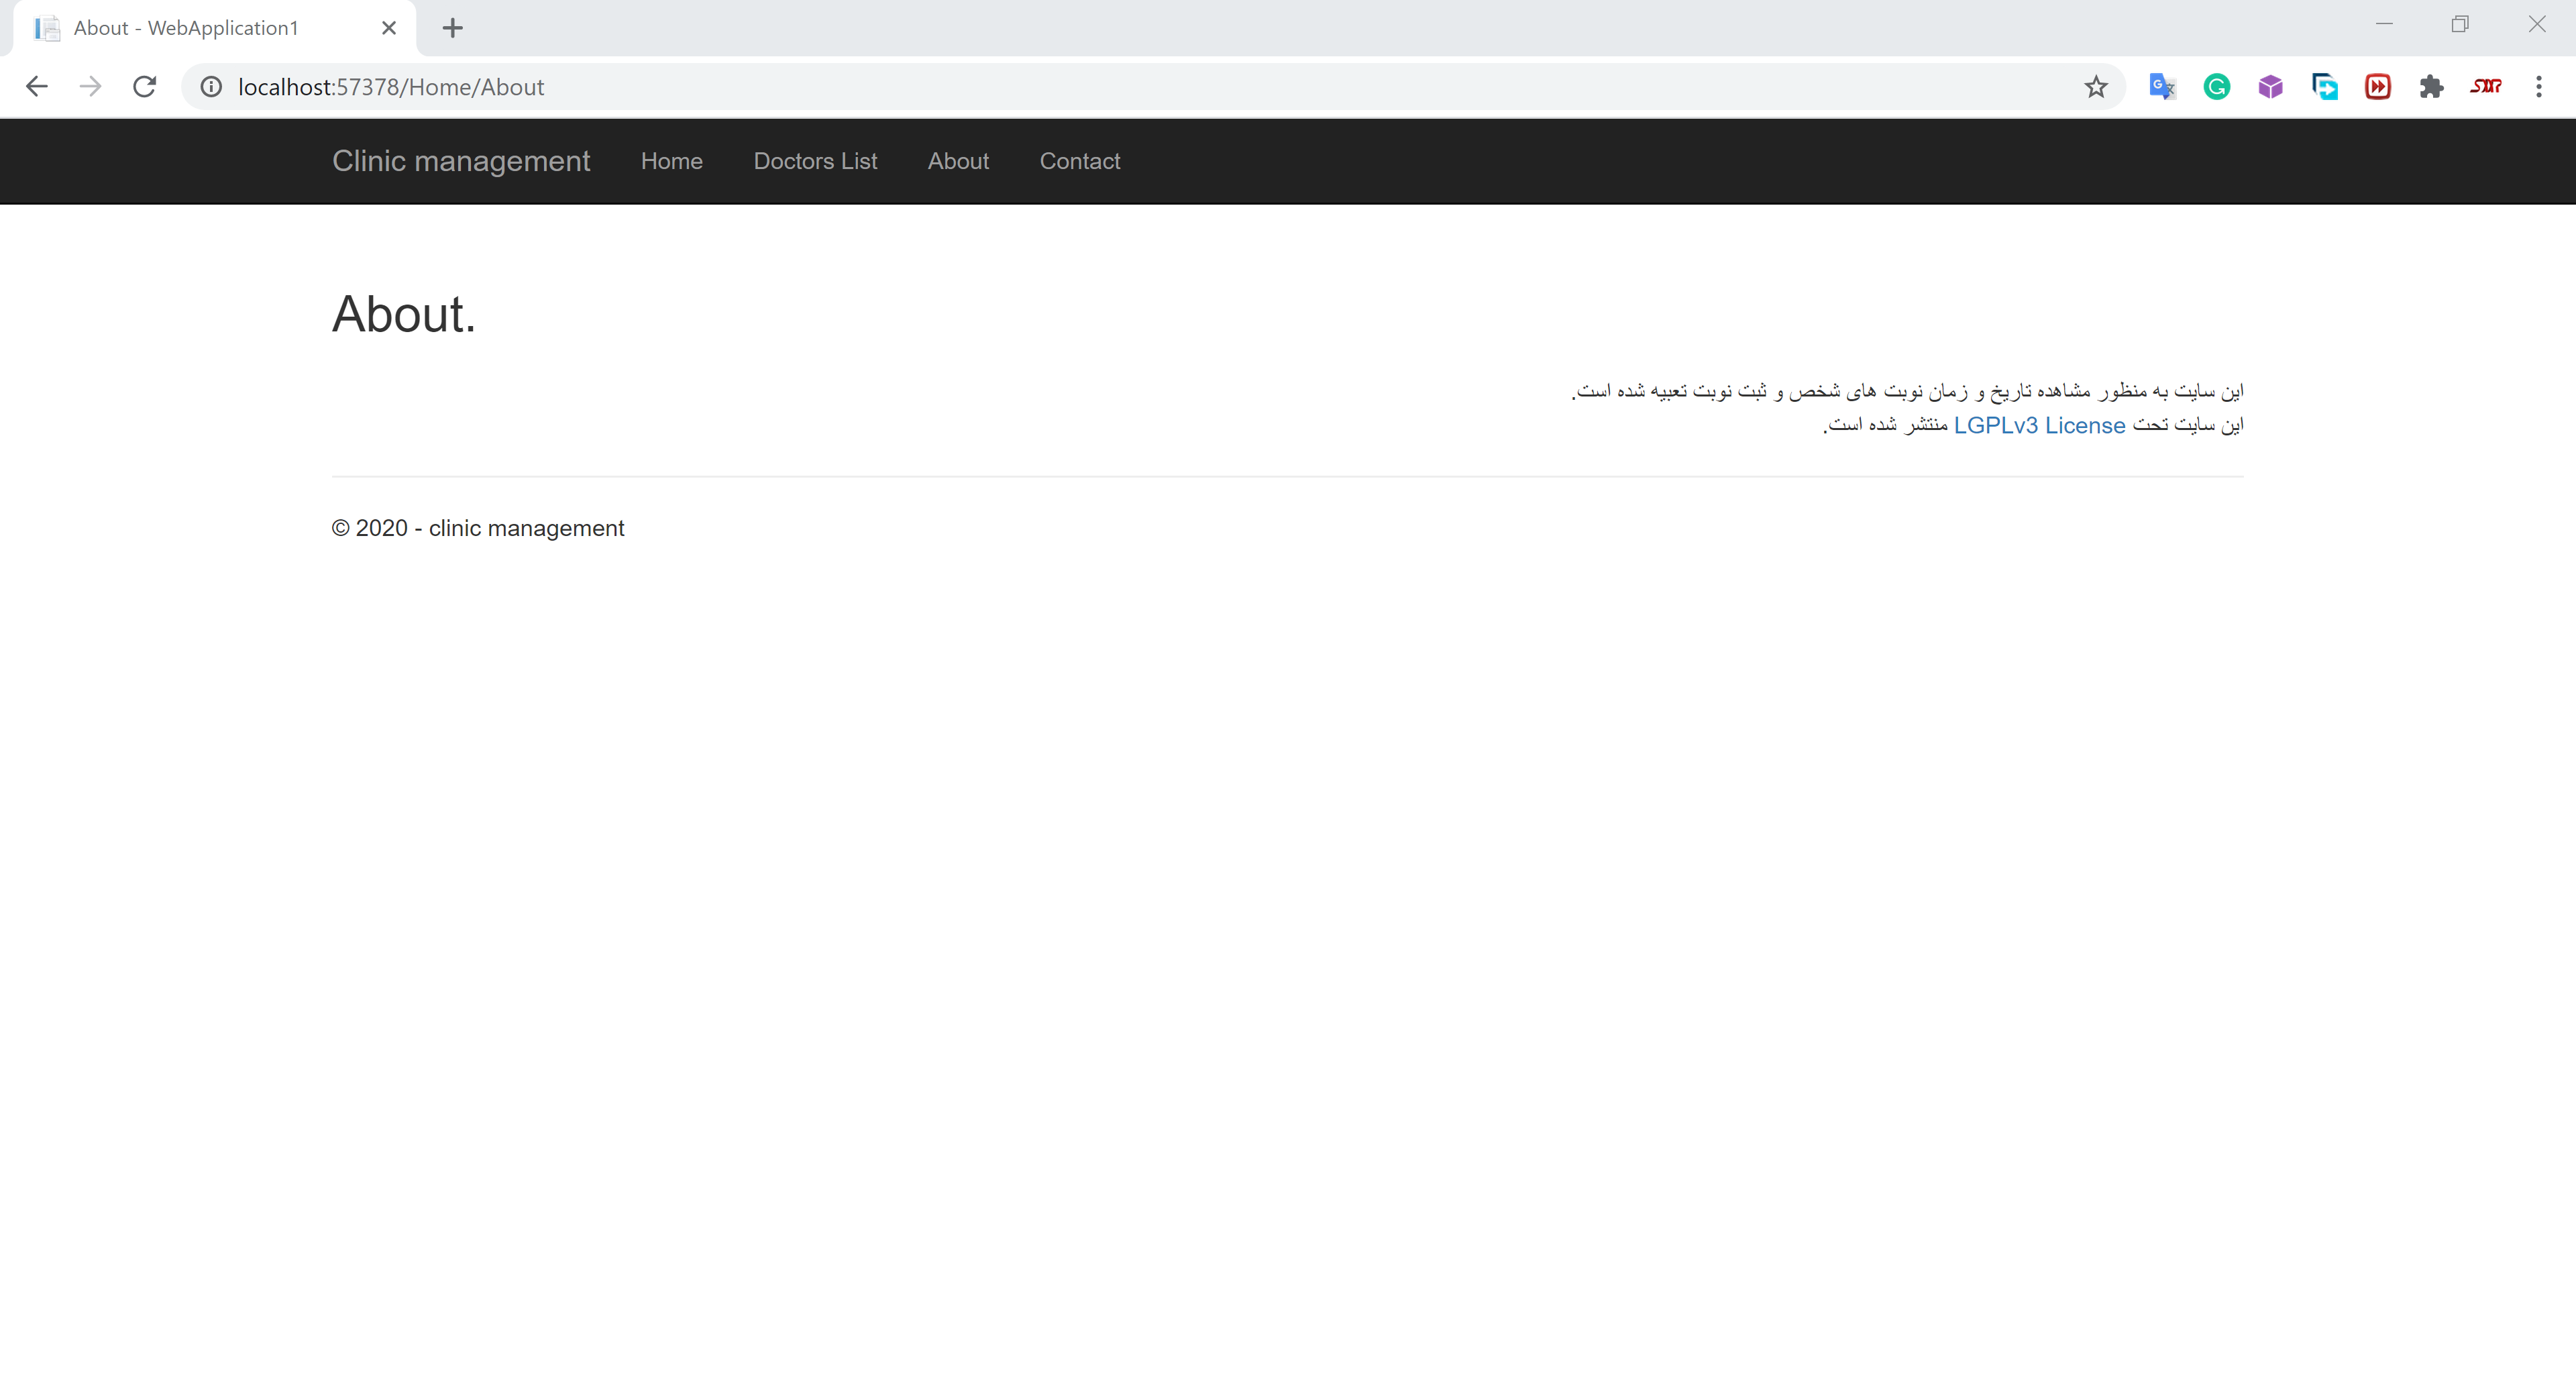 About - WebApplication1
localhost:57378/Home/About
Clinic management Home Doctors List About Contact
About.
این سایت به منظور مشاهده تاریخ و زمان نوبت های شخص و ثبت نوبت تعبیه شده است.
این سایت تحت LGPLv3 License منتشر شده است.
© 2020 - clinic management